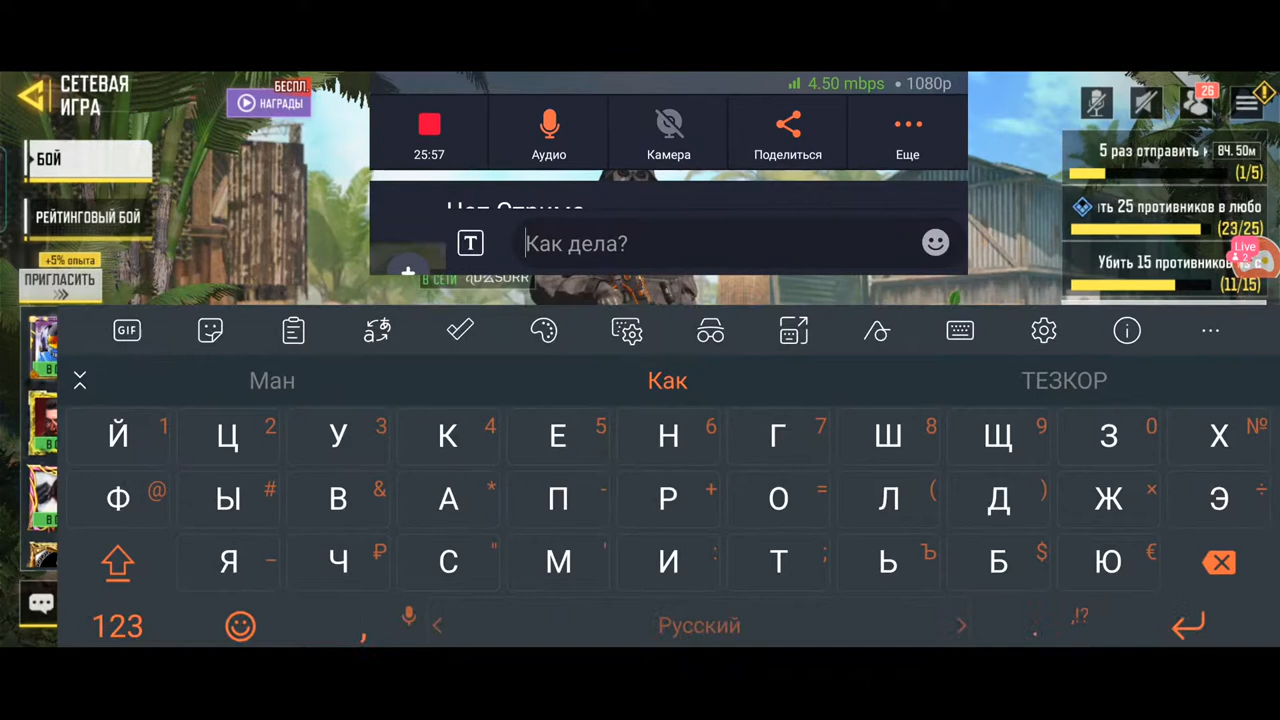 СЕТЕВАЯ
ИГРА
БЕСПЛ.
НАГРАДЫ
4.50 mbps • 1080p
26
25:57
Аудио
Камера
Поделиться
Еще
БОЙ
РЕЙТИНГОВЫЙ БОЙ
+5% опыта
ПРИГЛАСИТЬ
T
Как дела?
В СЕТИ
5 раз отправить
84.50м
(1/5)
ть 25 противников в любо
(23/25)
Live
2
Убить 15 противников
(11/15)
GIF
Ман
Как
ТЕЗКОР
Й 1 Ц 2 У 3 К 4 Е 5 Н 6 Г 7 Ш 8 Щ 9 З 0 Х №
Ф @ Ы # В & А * П - Р + О = Л ( Д ) Ж × Э ÷
Я _ Ч ₽ С " М ' И : Т ; Ь Ъ Б $ Ю €
123 , < Русский > . ,!?